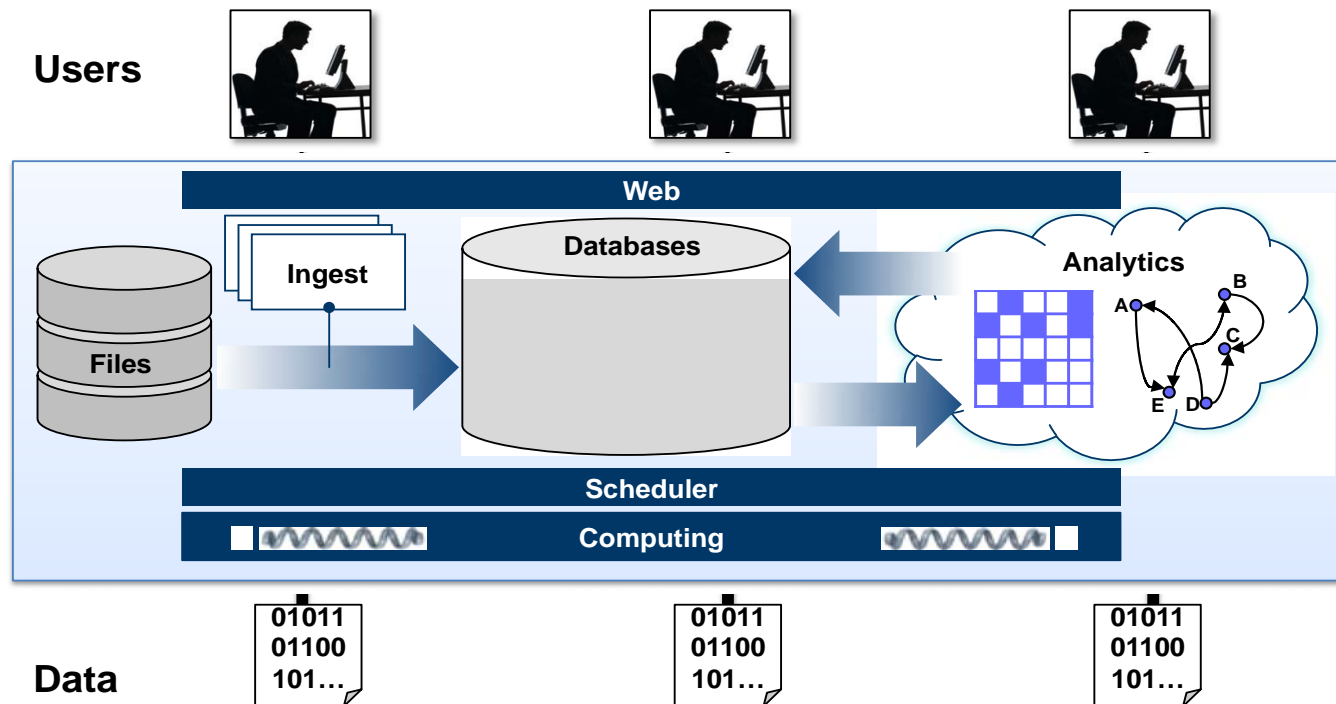 Users
Web
Ingest
Databases
Analytics
Files
A
B
C
E
D
Scheduler
Computing
01011
01100
101…
01011
01100
101…
01011
01100
101…
Data